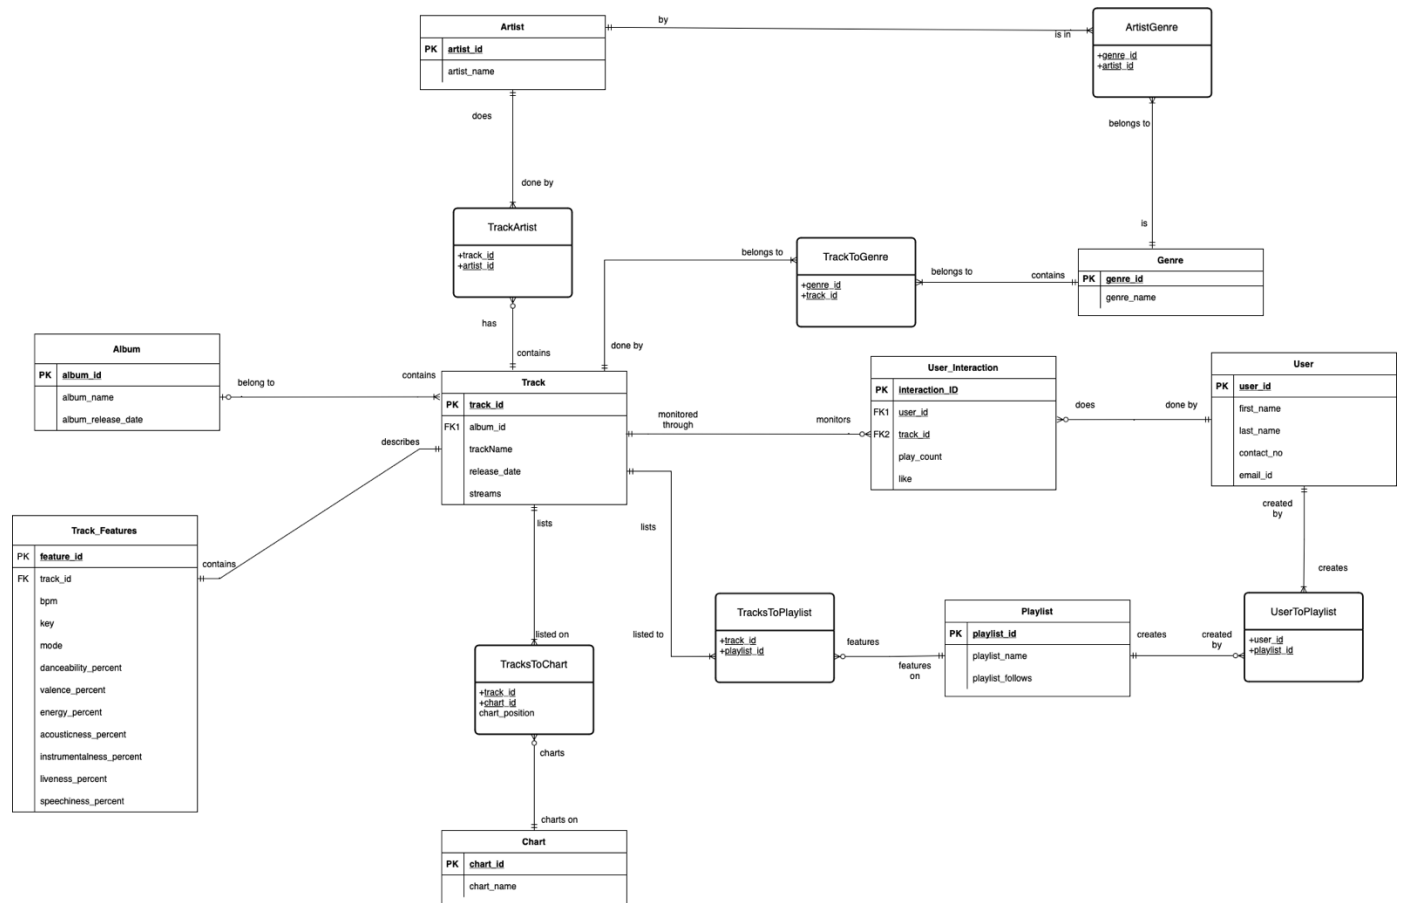 Artist
PK artist_id
artist_name
by
is in
ArtistGenre
+genre_id
+artist_id
does
done by
belongs to
is
TrackArtist
+track_id
+artist_id
has
contains
belongs to
done by
TrackToGenre
+genre_id
+track_id
belongs to
contains
Genre
PK genre_id
genre_name
Album
PK album_id
album_name
album_release_date
belong to
contains
Track
PK track_id
FK1 album_id
trackName
release_date
streams
monitored
through
monitors
User_Interaction
PK interaction_ID
FK1 user_id
FK2 track_id
play_count
like
does
done by
User
PK user_id
first_name
last_name
contact_no
email_id
describes
contains
Track_Features
PK feature_id
FK track_id
bpm
key
mode
danceability_percent
valence_percent
energy_percent
acousticness_percent
instrumentalness_percent
liveness_percent
speechiness_percent
lists
listed on
lists
listed to
created
by
creates
TracksToPlaylist
+track_id
+playlist_id
features
features
on
Playlist
PK playlist_id
playlist_name
playlist_follows
creates
created
by
UserToPlaylist
+user_id
+playlist_id
TracksToChart
+track_id
+chart_id
chart_position
charts
charts on
Chart
PK chart_id
chart_name